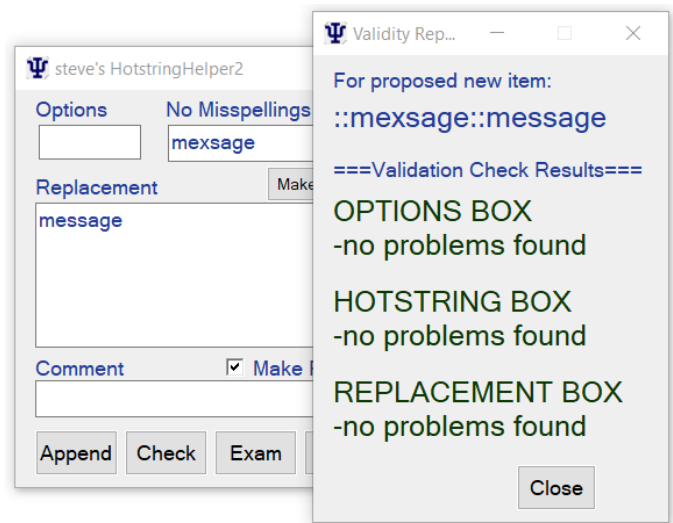 steve's HotstringHelper2
Options No Misspellings
mexsage
Replacement Make
message
Comment Make
Append Check Exam
Validity Rep...
For proposed new item:
::mexsage::message
===Validation Check Results===
OPTIONS BOX
-no problems found
HOTSTRING BOX
-no problems found
REPLACEMENT BOX
-no problems found
Close